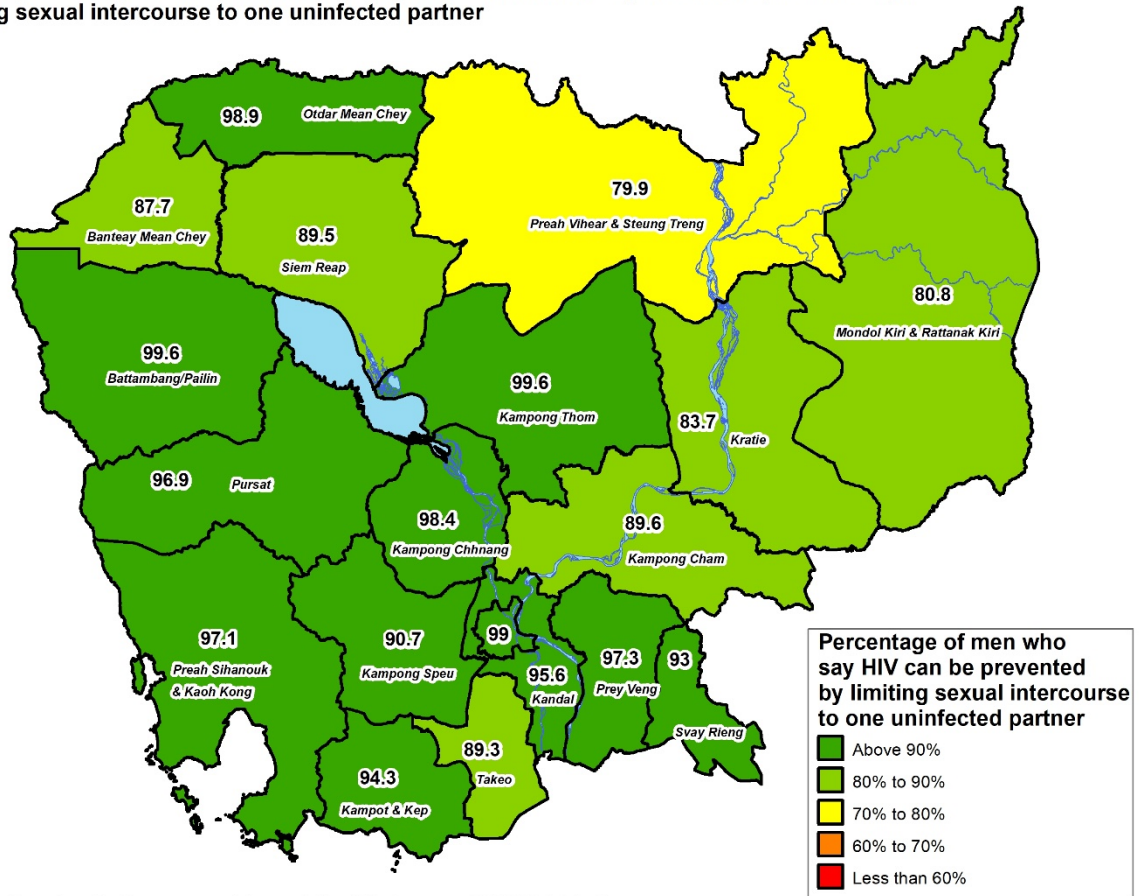 g sexual intercourse to one uninfected partner
98.9
Otdar Mean Chey
87.7
Banteay Mean Chey
89.5
Siem Reap
79.9
Preah Vihear & Steung Treng
80.8
Mondol Kiri & Rattanak Kiri
99.6
Battambang/Pailin
99.6
Kampong Thom
83.7
Kratie
96.9
Pursat
98.4
Kampong Chhnang
89.6
Kampong Cham
97.1
Preah Sihanouk
& Kaoh Kong
90.7
Kampong Speu
99
95.6
Kandal
97.3
Prey Veng
93
Svay Rieng
89.3
Takeo
94.3
Kampot & Kep
Percentage of men who
say HIV can be prevented
by limiting sexual intercourse
to one uninfected partner
Above 90%
80% to 90%
70% to 80%
60% to 70%
Less than 60%